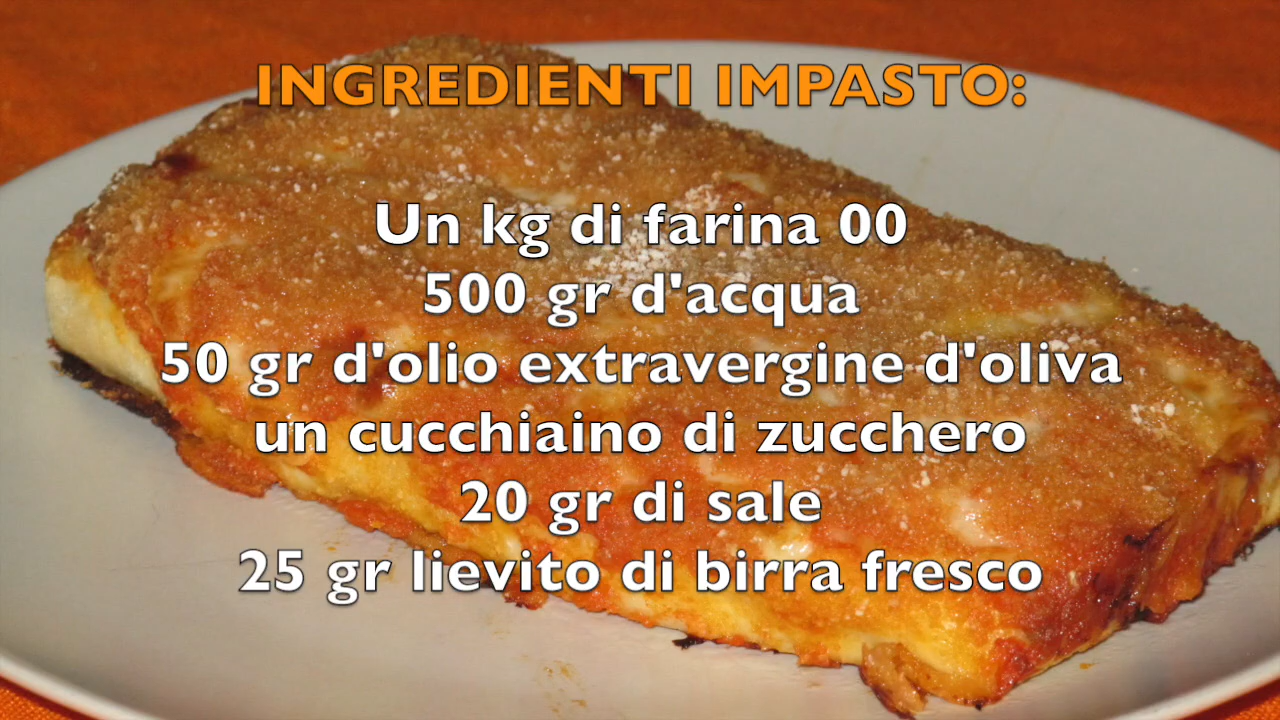 INGREDIENTI IMPASTO:
Un kg di farina 00
500 gr d'acqua
50 gr d'olio extravergine d'oliva
un cucchiaino di zucchero
20 gr di sale
25 gr lievito di birra fresco